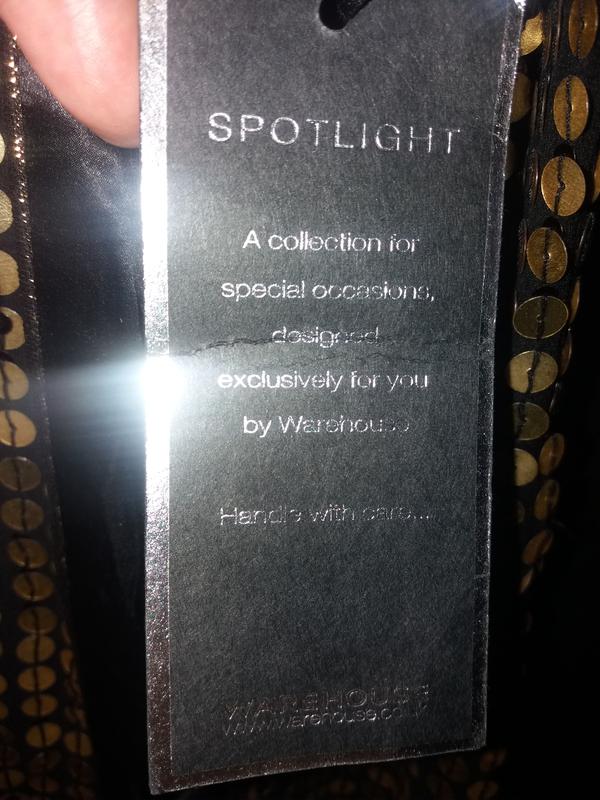 SPOTLIGHT
A collection for
special occasions,
designed
exclusively for you
by Warehouse
Handle with care...
WAREHOUSE